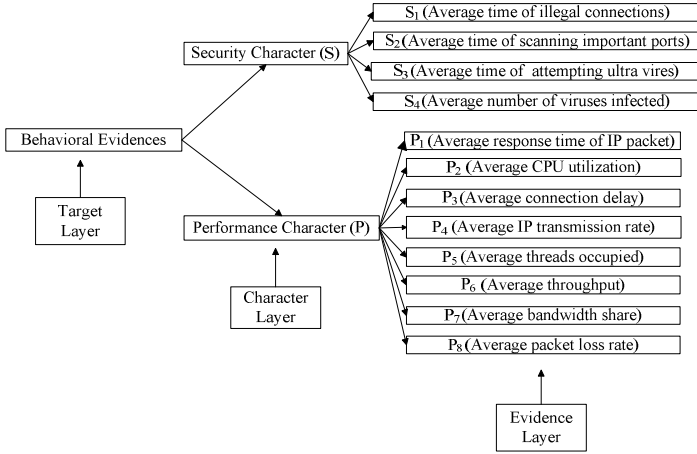 S1 (Average time of illegal connections)
Security Character (S)
S2 (Average time of scanning important ports)
S3 (Average time of attempting ultra vires)
S4 (Average number of viruses infected)
Behavioral Evidences
P1 (Average response time of IP packet)
P2 (Average CPU utilization)
P3 (Average connection delay)
Target
Layer
Performance Character (P)
P4 (Average IP transmission rate)
P5 (Average threads occupied)
P6 (Average throughput)
Character
Layer
P7 (Average bandwidth share)
P8 (Average packet loss rate)
Evidence
Layer